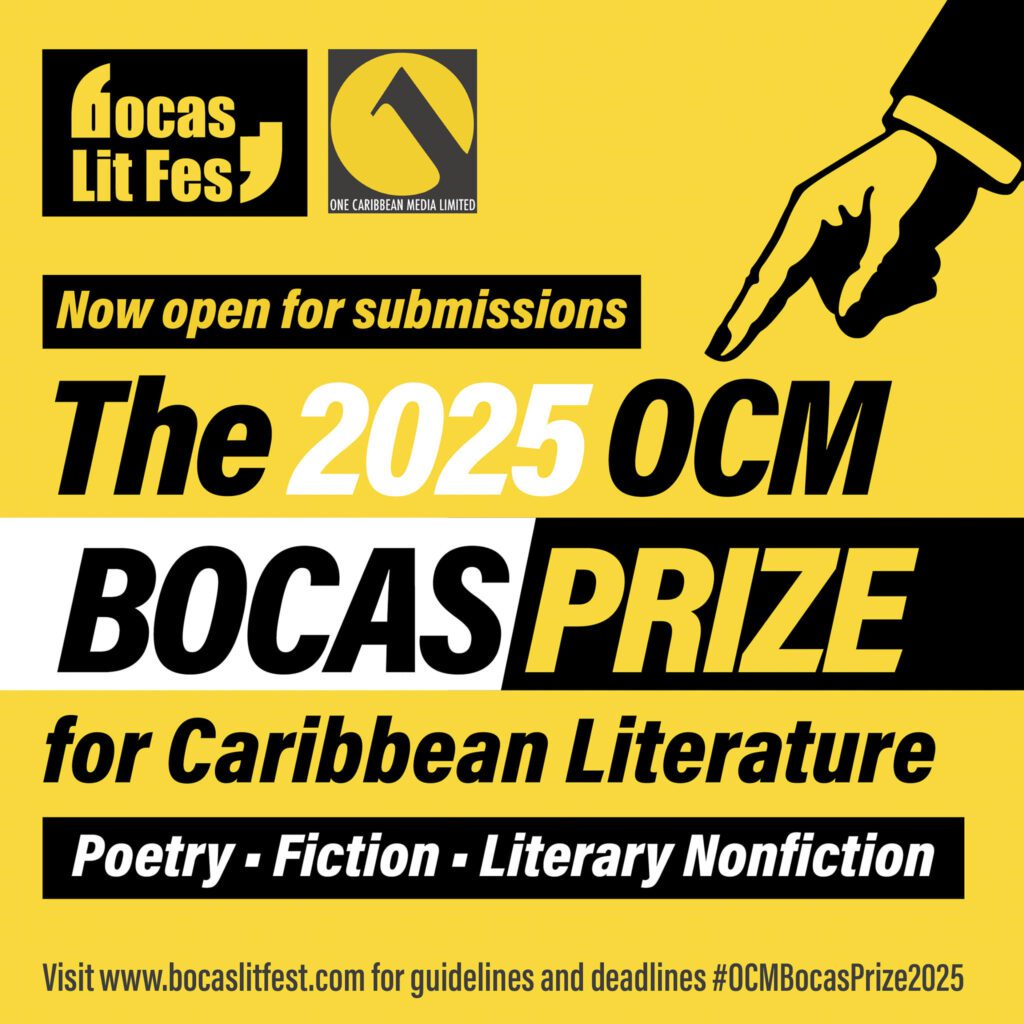 bocas
Lit Fes
ONE CARIBBEAN MEDIA LIMITED
Now open for submissions
The 2025 OCM
BOCAS PRIZE
for Caribbean Literature
Poetry · Fiction · Literary Nonfiction
Visit www.bocaslitfest.com for guidelines and deadlines #OCMBocasPrize2025